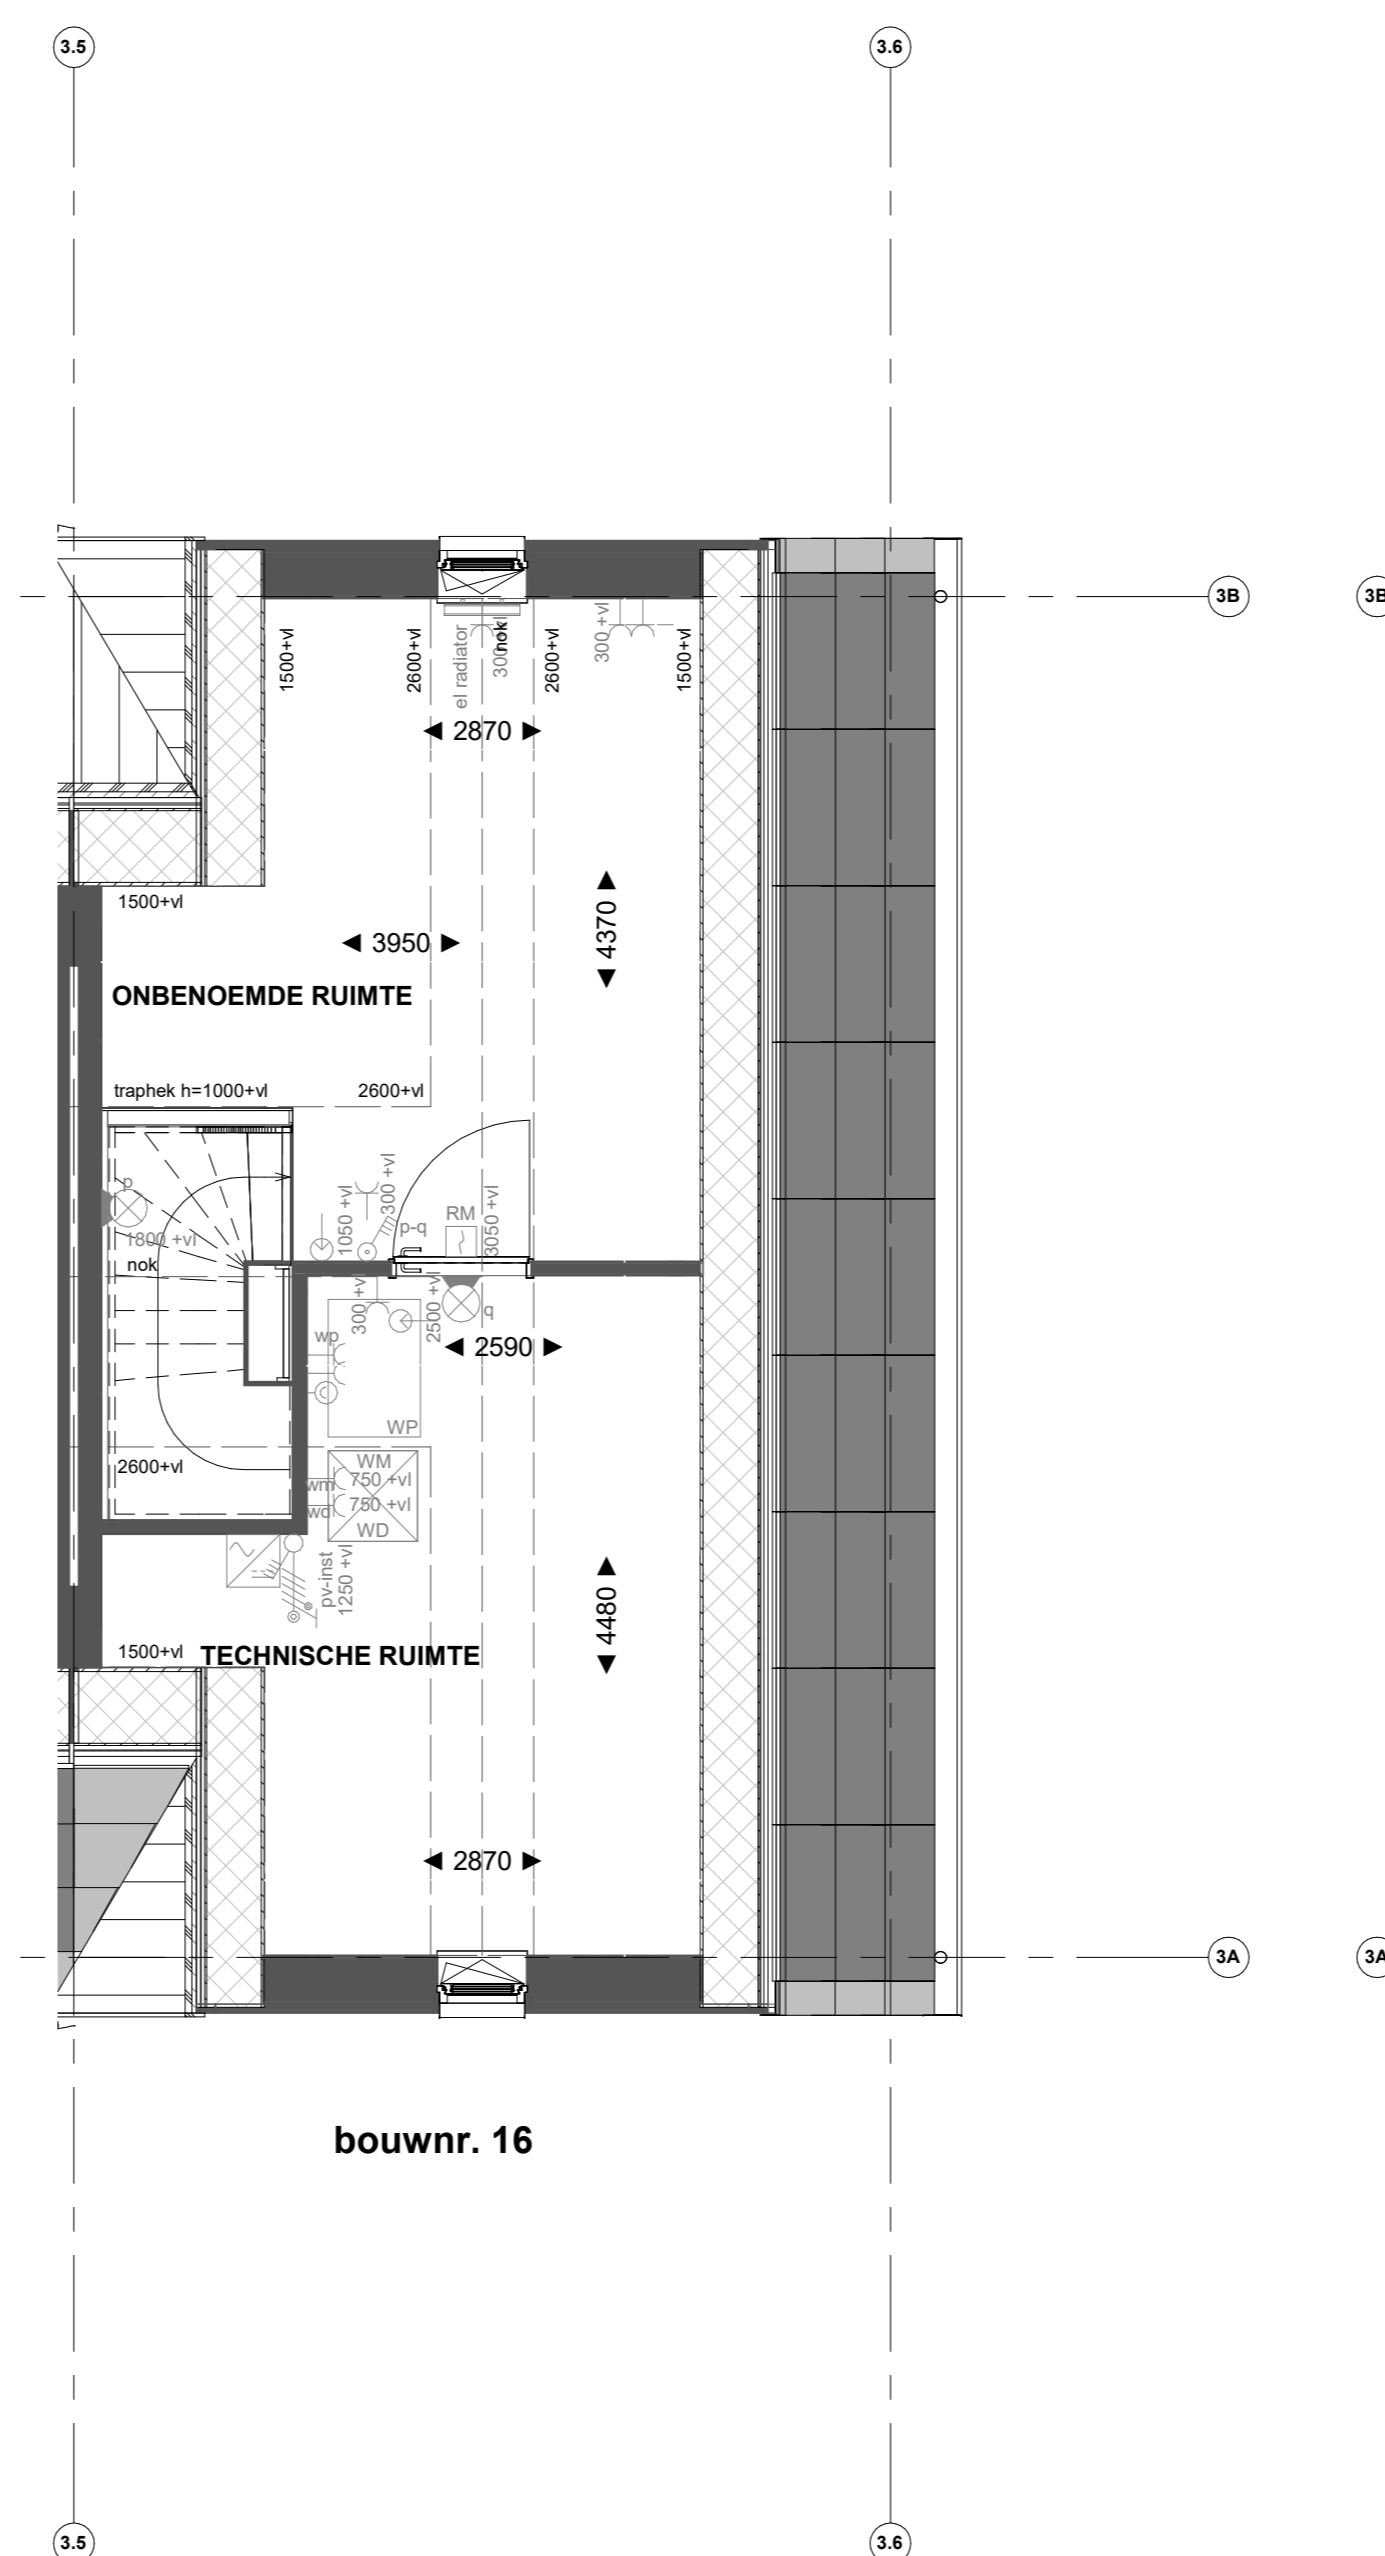 3.5
3.6
3B
3B
1500+vl
2600+vl
el radiator
300+vl
nok
2600+vl
300 +vl
1500+vl
2870
1500+vl
3950
4370
ONBENOEMDE RUIMTE
traphek h=1000+vl
2600+vl
p
1800 +vl
nok
1050 +vl
300 +vl
p-q
RM
3050 +vl
300 +vl
2500 +vl
q
wp
2590
WP
2600+vl
WM
wm
750 +vl
wd
750 +vl
WD
pv-inst
1250 +vl
4480
1500+vl
TECHNISCHE RUIMTE
2870
3A
3A
bouwnr. 16
3.5
3.6